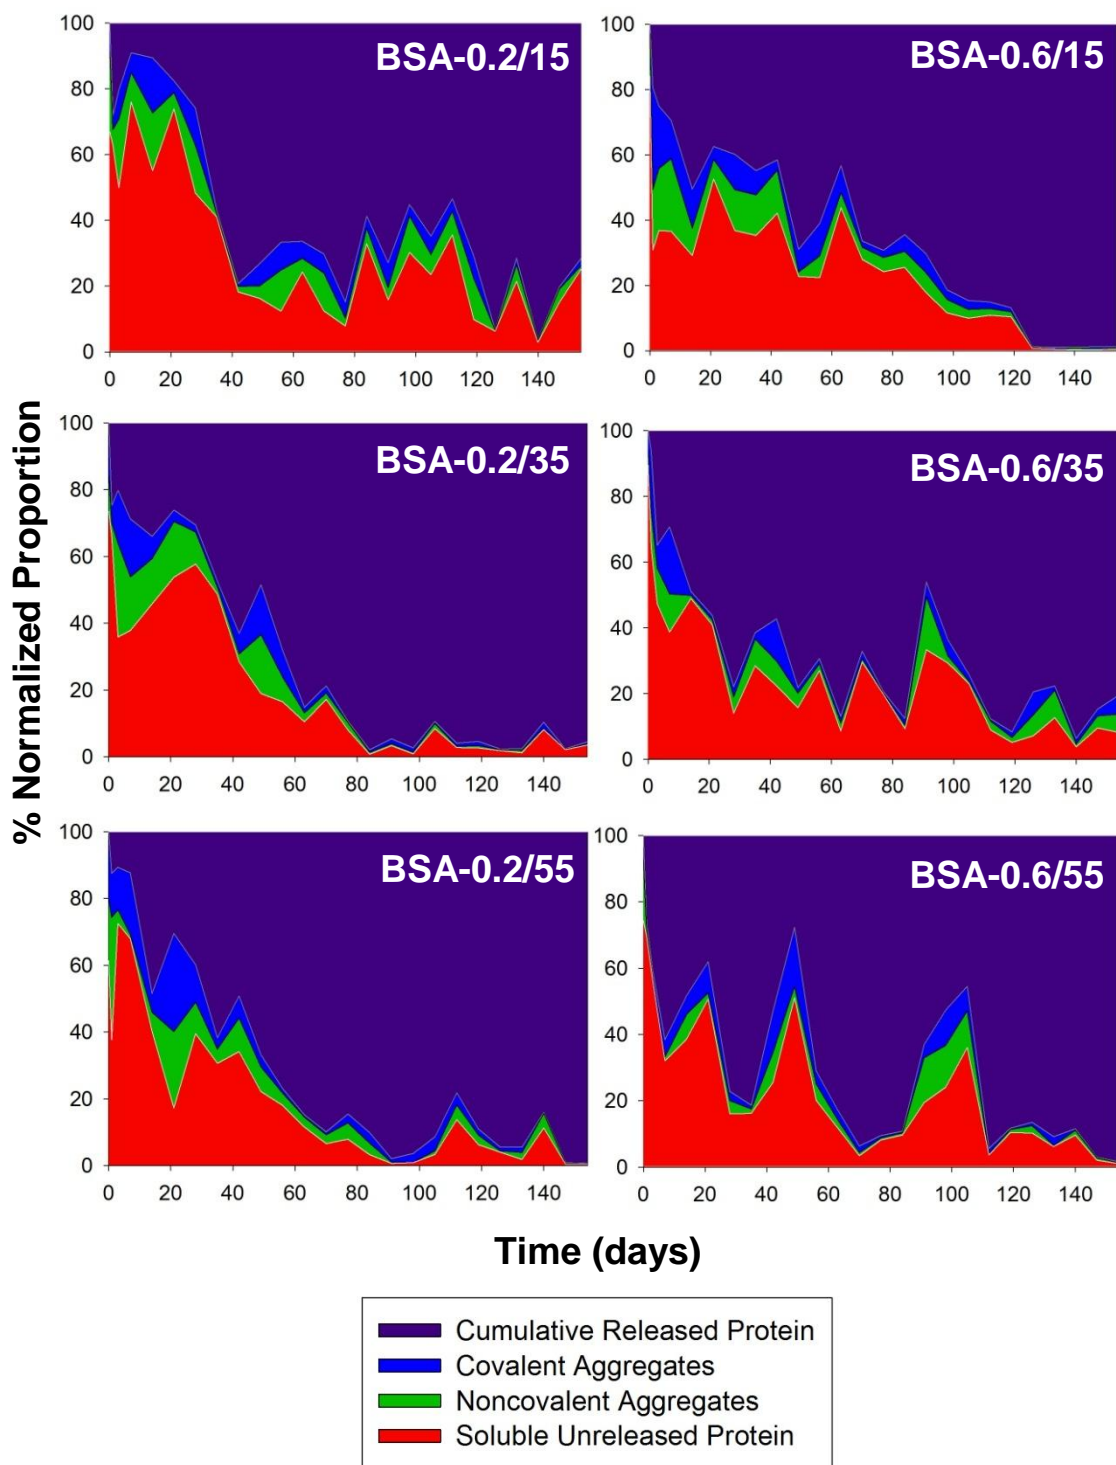 % Normalized Proportion
BSA-0.2/15
100
80
60
40
20
0
0 20 40 60 80 100 120 140
BSA-0.6/15
100
80
60
40
20
0
0 20 40 60 80 100 120 140
BSA-0.2/35
100
80
60
40
20
0
0 20 40 60 80 100 120 140
BSA-0.6/35
100
80
60
40
20
0
0 20 40 60 80 100 120 140
BSA-0.2/55
100
80
60
40
20
0
0 20 40 60 80 100 120 140
BSA-0.6/55
100
80
60
40
20
0
0 20 40 60 80 100 120 140
Time (days)
Cumulative Released Protein
Covalent Aggregates
Noncovalent Aggregates
Soluble Unreleased Protein